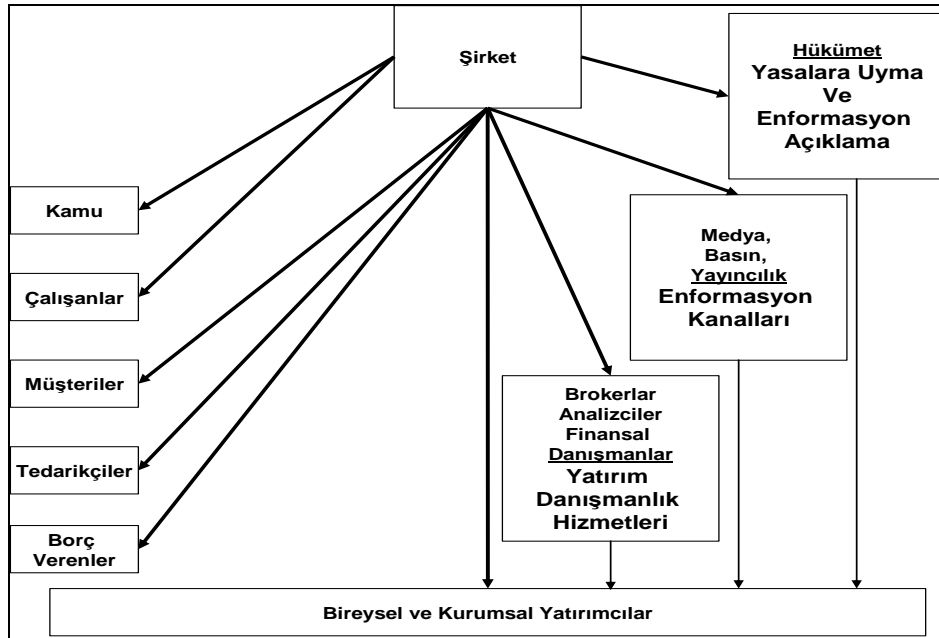 Şirket
Hükümet
Yasalara Uyma
Ve
Enformasyon
Açıklama
Kamu
Medya,
Basın,
Yayıncılık
Enformasyon
Kanalları
Çalışanlar
Müşteriler
Brokerlar
Analizciler
Finansal
Danışmanlar
Yatırım
Danışmanlık
Hizmetleri
Tedarikçiler
Borç
Verenler
Bireysel ve Kurumsal Yatırımcılar